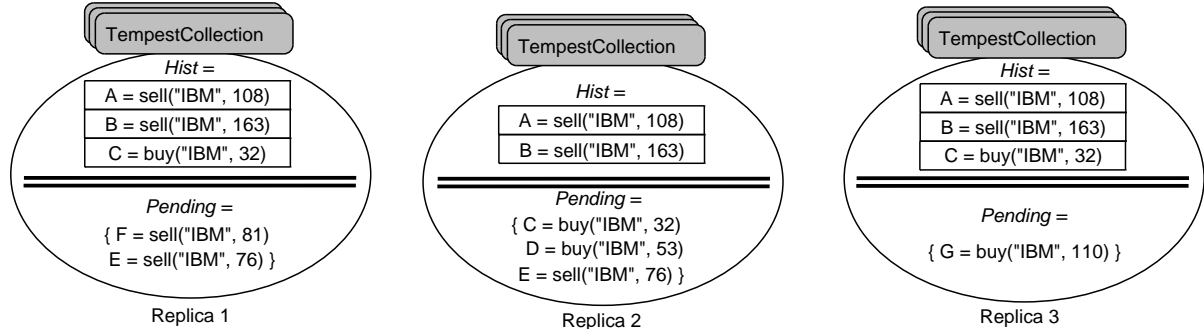 TempestCollection
Hist =
A = sell("IBM", 108)
B = sell("IBM", 163)
C = buy("IBM", 32)
Pending =
{ F = sell("IBM", 81)
E = sell("IBM", 76) }
Replica 1
TempestCollection
Hist =
A = sell("IBM", 108)
B = sell("IBM", 163)
Pending =
{ C = buy("IBM", 32)
D = buy("IBM", 53)
E = sell("IBM", 76) }
Replica 2
TempestCollection
Hist =
A = sell("IBM", 108)
B = sell("IBM", 163)
C = buy("IBM", 32)
Pending =
{ G = buy("IBM", 110) }
Replica 3